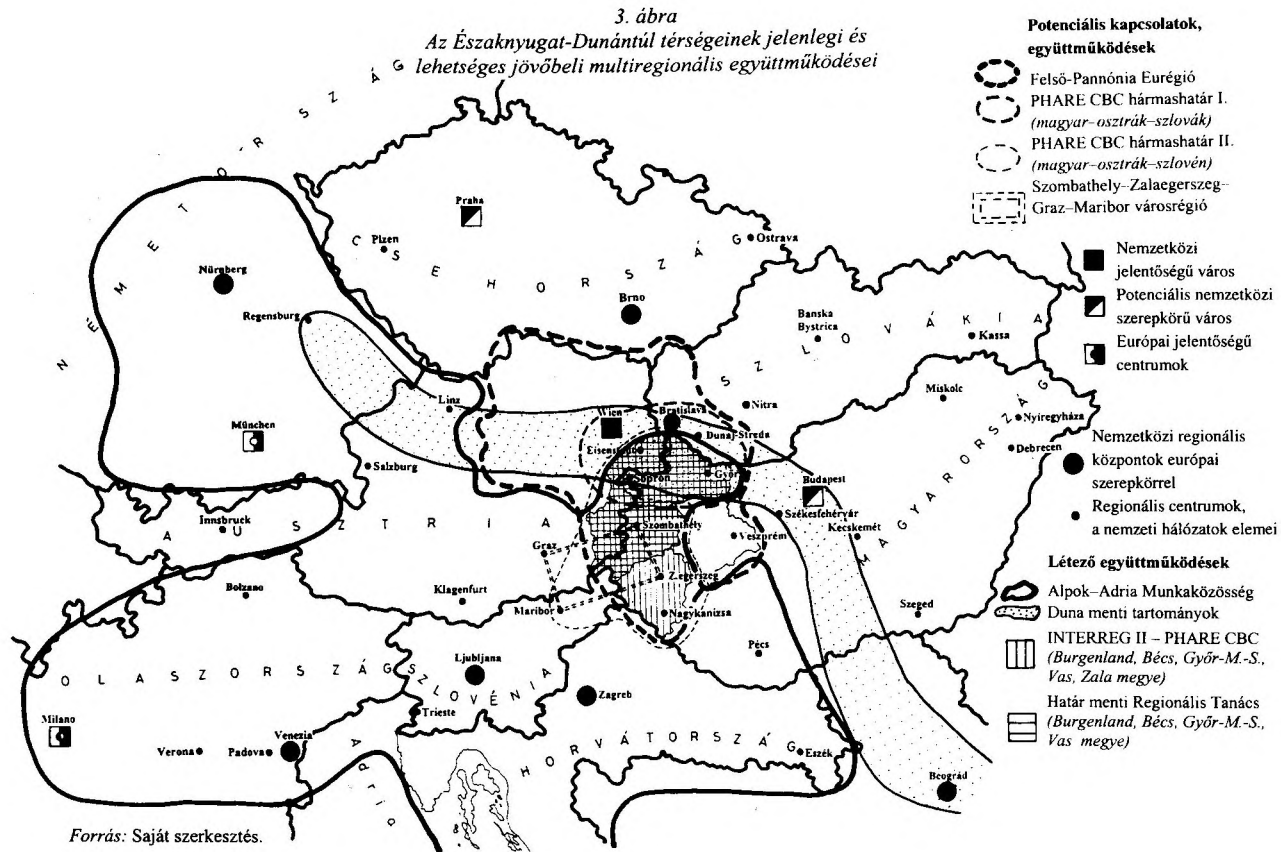 3. ábra
Az Északnyugat-Dunántúl térségeinek jelenlegi és
lehetséges jövőbeli multiregionális együttműködései
Potenciális kapcsolatok,
együttműködések
Felső-Pannónia Eurégió
PHARE CBC hármashatár I.
(magyar–osztrák–szlovák)
PHARE CBC hármashatár II.
(magyar-osztrák–szlovén)
Szombathely–Zalaegerszeg–
Graz–Maribor városrégió
Nemzetközi
jelentőségű város
Potenciális nemzetközi
szerepkörű város
Európai jelentőségű
centrumok
Nemzetközi regionális
központok európai
szerepkörrel
Regionális centrumok,
a nemzeti hálózatok elemei
Létező együttműködések
Alpok–Adria Munkaközösség
Duna menti tartományok
INTERREG II – PHARE CBC
(Burgenland, Bécs, Győr-M.-S.,
Vas, Zala megye)
Határ menti Regionális Tanács
(Burgenland, Bécs, Győr-M.-S.,
Vas megye)
NÉMETORSZÁG
CSEHORSZÁG
SZLOVÁKIA
MAGYARORSZÁG
AUSZTRIA
OLASZORSZÁG
SZLOVÉNIA
HORVÁTORSZÁG
Adria
Praha
Plzen
Ostrava
Nürnberg
Brno
Regensburg
Banska
Bystrica
Kassa
Miskolc
Nyíregyháza
Debrecen
Linz
Wien
Bratislava
Nitra
Dunaj-Streda
München
Salzburg
Eisenstadt
Sopron
Győr
Budapest
Székesfehérvár
Kecskemét
Innsbruck
Szombathely
Veszprém
Graz
Z.egerszeg
Bolzano
Klagenfurt
Maribor
Nagykanizsa
Szeged
Pécs
Ljubljana
Zagreb
Trieste
Milano
Venezia
Verona
Padova
Eszék
Beográd
Forrás: Saját szerkesztés.